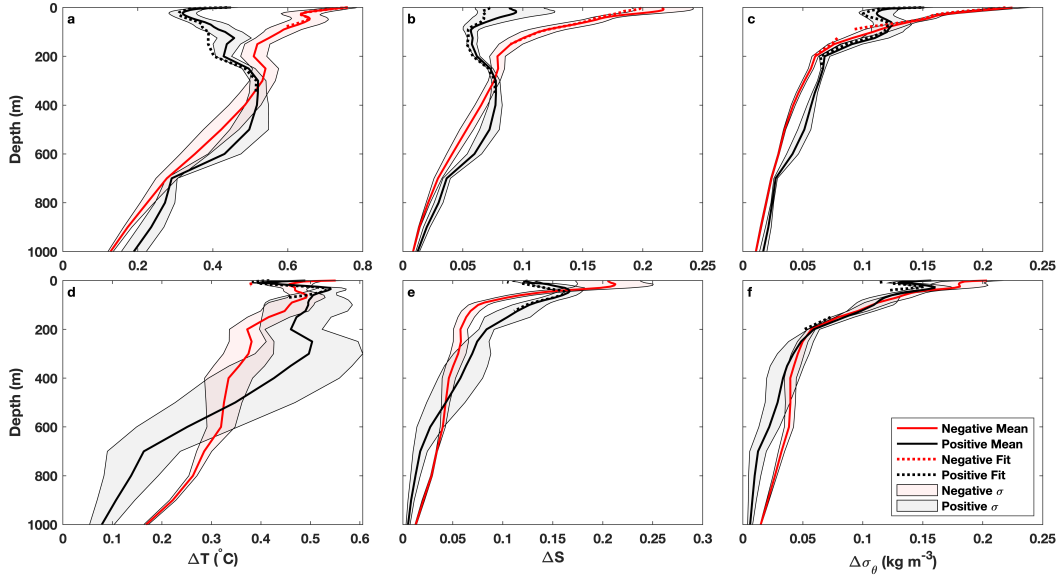 a
b
c
0
200
400
600
800
1000
Depth (m)
0 0.2 0.4 0.6 0.8
0 0.05 0.1 0.15 0.2 0.25
0 0.05 0.1 0.15 0.2 0.25
d
e
f
0
200
400
600
800
1000
Depth (m)
0 0.1 0.2 0.3 0.4 0.5 0.6
0 0.05 0.1 0.15 0.2 0.25 0.3
0 0.05 0.1 0.15 0.2 0.25
ΔT (°C)
ΔS
Δσθ (kg m⁻³)
Negative Mean
Positive Mean
Negative Fit
Positive Fit
Negative σ
Positive σ